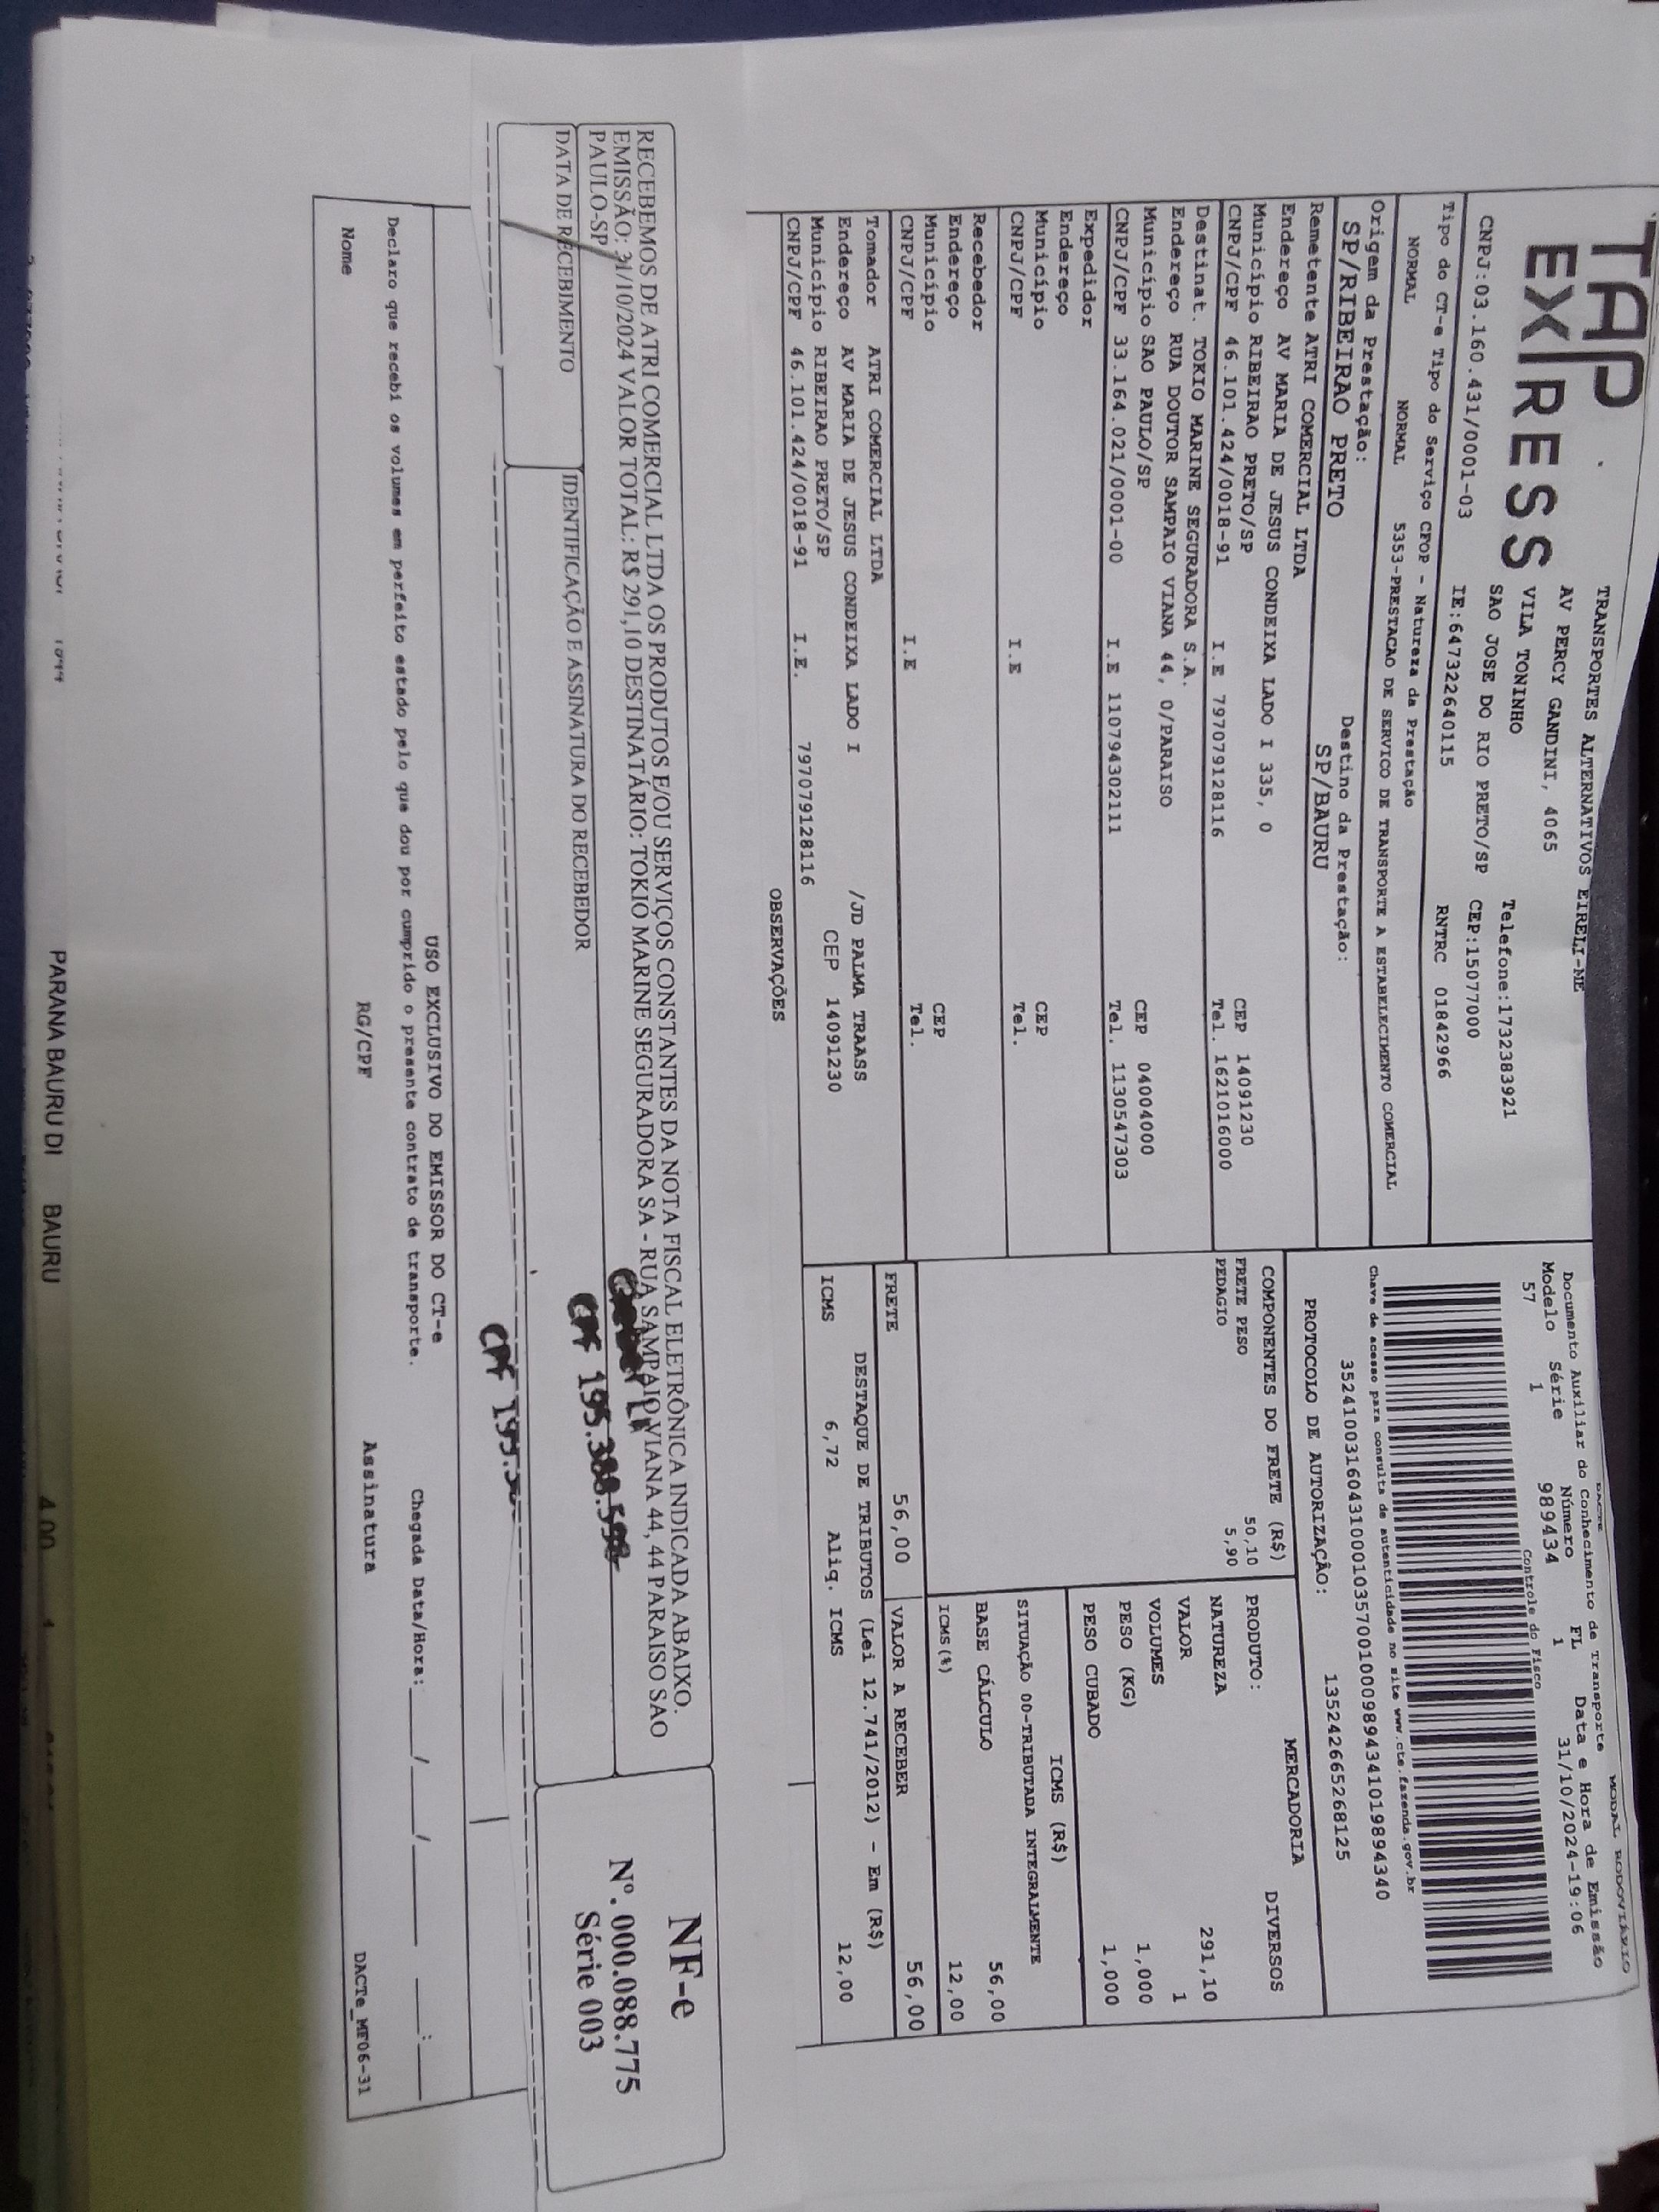 TAP
EXPRESS
TRANSPORTES ALTERNATIVOS EIRELI-ME
AV PERCY GANDINI, 4065
VILA TONINHO
SAO JOSE DO RIO PRETO/SP
Telefone:1732383921
CEP:15077000
CNPJ:03.160.431/0001-03
IE:647322640115
RNTRC 01842966
DACTE
MODAL RODOVIÁRIO
Documento Auxiliar do Conhecimento de Transporte
Modelo Série Número FL Data e Hora de Emissão
57 1 989434 1 31/10/2024-19:06
Controle do Fisco
Chave de acesso para consulta de autenticidade no site www.cte.fazenda.gov.br
35241003160431000103570010009894341019894340
PROTOCOLO DE AUTORIZAÇÃO: 135242665268125
Tipo do CT-e Tipo do Serviço CFOP - Natureza da Prestação
NORMAL NORMAL 5353-PRESTACAO DE SERVICO DE TRANSPORTE A ESTABELECIMENTO COMERCIAL
Origem da Prestação: Destino da Prestação:
SP/RIBEIRAO PRETO SP/BAURU
Remetente ATRI COMERCIAL LTDA
Endereço AV MARIA DE JESUS CONDEIXA LADO I 335, 0
Município RIBEIRAO PRETO/SP CEP 14091230
CNPJ/CPF 46.101.424/0018-91 I.E 797079128116 Tel. 1621016000
Destinat. TOKIO MARINE SEGURADORA S.A.
Endereço RUA DOUTOR SAMPAIO VIANA 44, 0/PARAISO
Município SAO PAULO/SP CEP 04004000
CNPJ/CPF 33.164.021/0001-00 I.E 110794302111 Tel. 1130547303
Expedidor
Endereço
Município CEP
CNPJ/CPF I.E Tel.
Recebedor
Endereço
Município CEP
CNPJ/CPF I.E Tel.
Tomador ATRI COMERCIAL LTDA
Endereço AV MARIA DE JESUS CONDEIXA LADO I /JD PALMA TRAASS
Município RIBEIRAO PRETO/SP CEP 14091230
CNPJ/CPF 46.101.424/0018-91 I.E. 797079128116
OBSERVAÇÕES
COMPONENTES DO FRETE (R$)
FRETE PESO 50,10
PEDAGIO 5,90
MERCADORIA
PRODUTO: DIVERSOS
NATUREZA
VALOR 291,10
VOLUMES 1
PESO (KG) 1,000
PESO CUBADO 1,000
ICMS (R$)
SITUAÇÃO 00-TRIBUTADA INTEGRALMENTE
BASE CÁLCULO 56,00
ICMS(%) 12,00
FRETE 56,00 VALOR A RECEBER 56,00
DESTAQUE DE TRIBUTOS (Lei 12.741/2012) - Em (R$)
ICMS 6,72 Aliq. ICMS 12,00
RECEBEMOS DE ATRI COMERCIAL LTDA OS PRODUTOS E/OU SERVIÇOS CONSTANTES DA NOTA FISCAL ELETRÔNICA INDICADA ABAIXO.
EMISSÃO: 31/10/2024 VALOR TOTAL: R$ 291,10 DESTINATÁRIO: TOKIO MARINE SEGURADORA SA - RUA SAMPAIO VIANA 44, 44 PARAISO SAO
PAULO-SP
DATA DE RECEBIMENTO IDENTIFICAÇÃO E ASSINATURA DO RECEBEDOR
CPF 195.388.598
CPF 195.
NF-e
Nº. 000.088.775
Série 003
USO EXCLUSIVO DO EMISSOR DO CT-e
Declaro que recebi os volumes em perfeito estado pelo que dou por cumprido o presente contrato de transporte. Chegada Data/Hora:____/____/______ ___:___
Nome RG/CPF Assinatura DACTe_MF06-31
PARANA BAURU DI BAURU 4,00 1